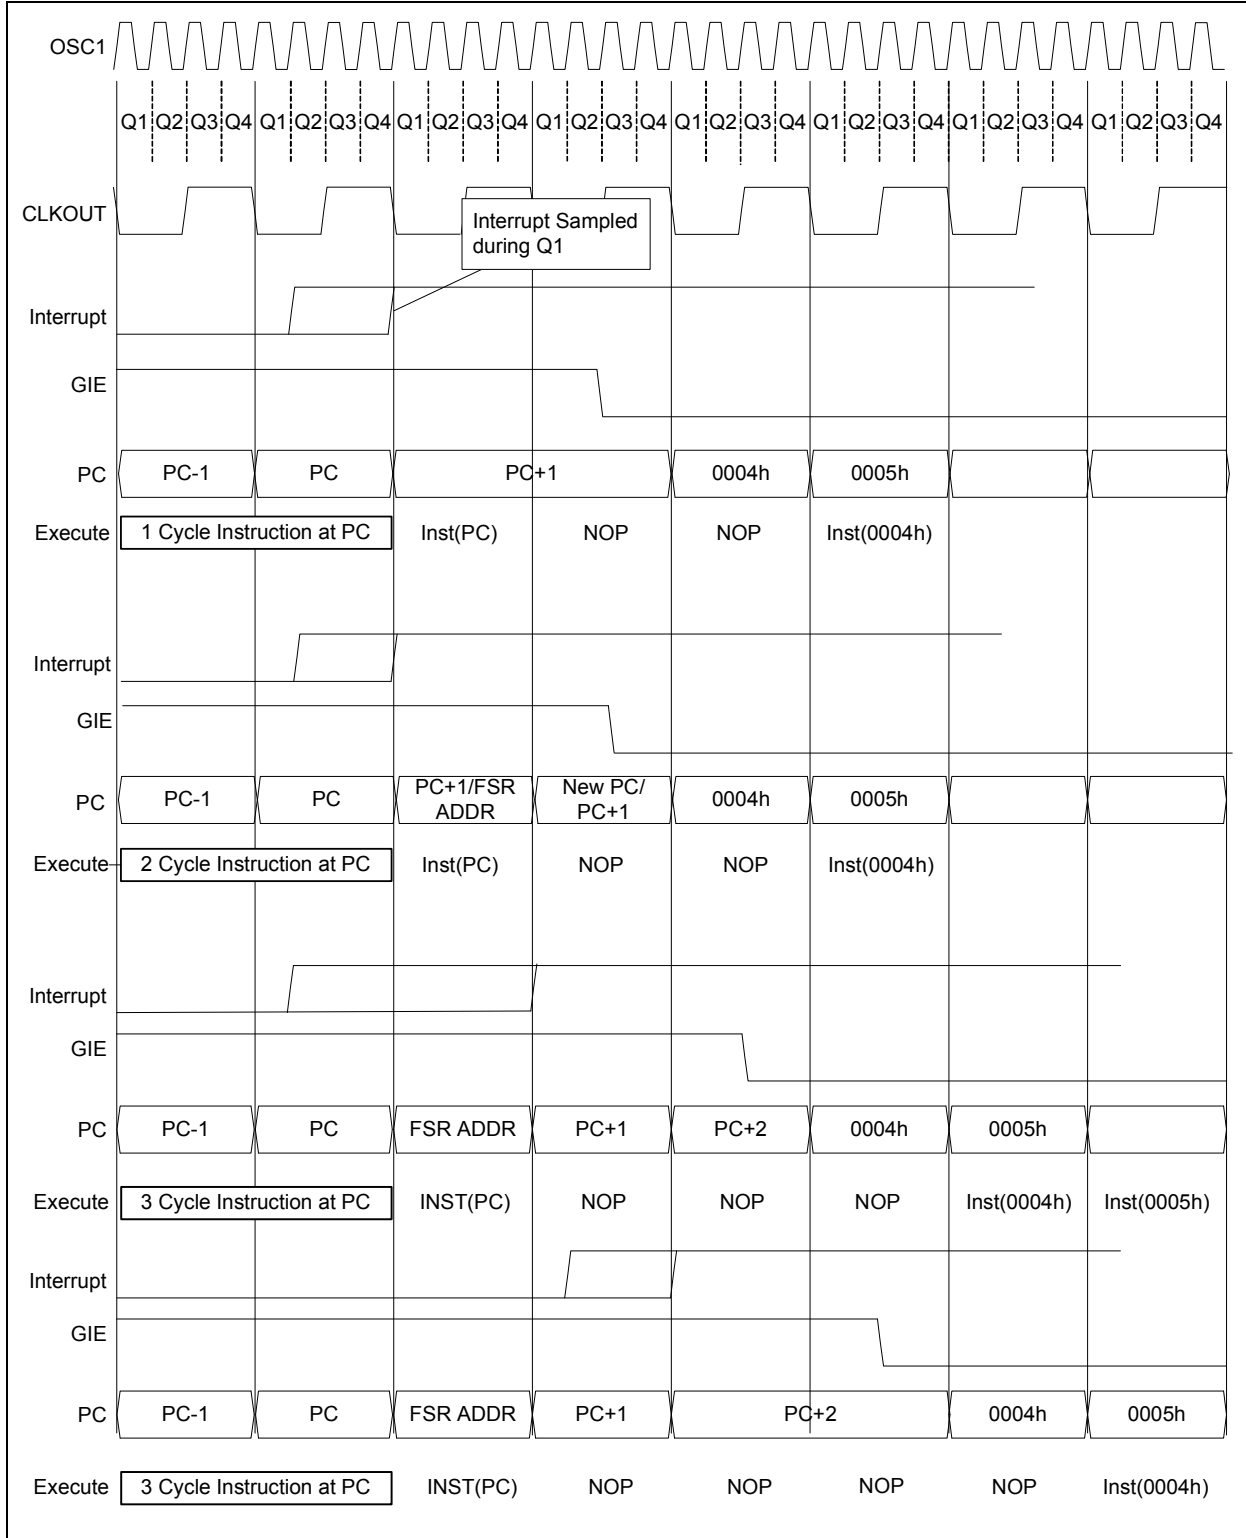 OSC1
Q1 Q2 Q3 Q4 Q1 Q2 Q3 Q4 Q1 Q2 Q3 Q4 Q1 Q2 Q3 Q4 Q1 Q2 Q3 Q4 Q1 Q2 Q3 Q4 Q1 Q2 Q3 Q4 Q1 Q2 Q3 Q4
CLKOUT
Interrupt Sampled
during Q1
Interrupt
GIE
PC PC-1 PC PC+1 0004h 0005h
Execute 1 Cycle Instruction at PC Inst(PC) NOP NOP Inst(0004h)
Interrupt
GIE
PC PC-1 PC PC+1/FSR ADDR New PC/ PC+1 0004h 0005h
Execute 2 Cycle Instruction at PC Inst(PC) NOP NOP Inst(0004h)
Interrupt
GIE
PC PC-1 PC FSR ADDR PC+1 PC+2 0004h 0005h
Execute 3 Cycle Instruction at PC INST(PC) NOP NOP NOP Inst(0004h) Inst(0005h)
Interrupt
GIE
PC PC-1 PC FSR ADDR PC+1 PC+2 0004h 0005h
Execute 3 Cycle Instruction at PC INST(PC) NOP NOP NOP NOP Inst(0004h)